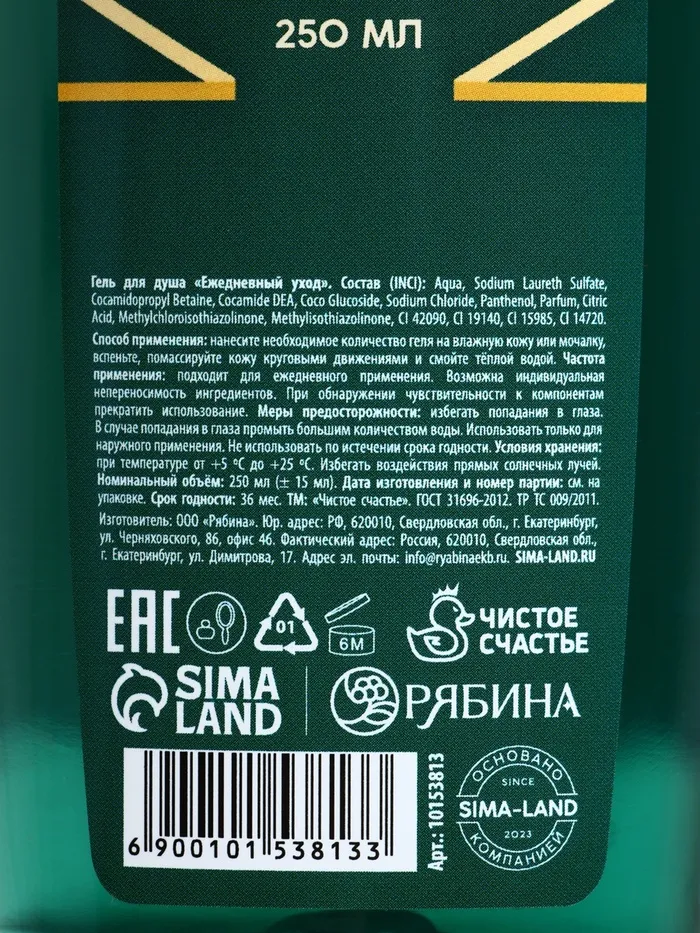 250 МЛ
Гель для душа «Ежедневный уход». Состав (INCI): Aqua, Sodium Laureth Sulfate,
Cocamidopropyl Betaine, Cocamide DEA, Coco Glucoside, Sodium Chloride, Panthenol, Parfum, Citric
Acid, Methylchloroisothiazolinone, Methylisothiazolinone, CI 42090, CI 19140, CI 15985, CI 14720.
Способ применения: нанесите необходимое количество геля на влажную кожу или мочалку,
вспеньте, помассируйте кожу круговыми движениями и смойте тёплой водой. Частота
применения: подходит для ежедневного применения. Возможна индивидуальная
непереносимость ингредиентов. При обнаружении чувствительности к компонентам
прекратить использование. Меры предосторожности: избегать попадания в глаза.
В случае попадания в глаза промыть большим количеством воды. Использовать только для
наружного применения. Не использовать по истечении срока годности. Условия хранения:
при температуре от +5 °C до +25 °C. Избегать воздействия прямых солнечных лучей.
Номинальный объём: 250 мл (± 15 мл). Дата изготовления и номер партии: см. на
упаковке. Срок годности: 36 мес. ТМ: «Чистое счастье». ГОСТ 31696-2012. ТР ТС 009/2011.
Изготовитель: ООО «Рябина». Юр. адрес: РФ, 620010, Свердловская обл., г. Екатеринбург,
ул. Черняховского, 86, офис 46. Фактический адрес: Россия, 620010, Свердловская обл.,
г. Екатеринбург, ул. Димитрова, 17. Адрес эл. почты: info@ryabinaekb.ru. SIMA-LAND.RU
EAC
01
6M
ЧИСТОЕ
СЧАСТЬЕ
SIMA
LAND
РЯБИНА
6 900101 538133
Арт.: 10153813
ОСНОВАНО
SINCE
SIMA-LAND
2023
КОМПАНИЕЙ